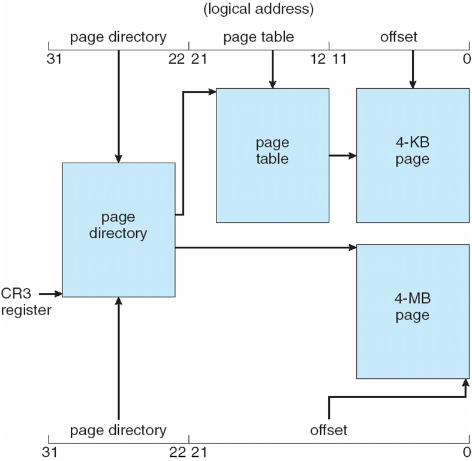 (logical address)
page directory page table offset
31 22 21 12 11 0
page
table
4-KB
page
page
directory
CR3
register
4-MB
page
page directory offset
31 22 21 0